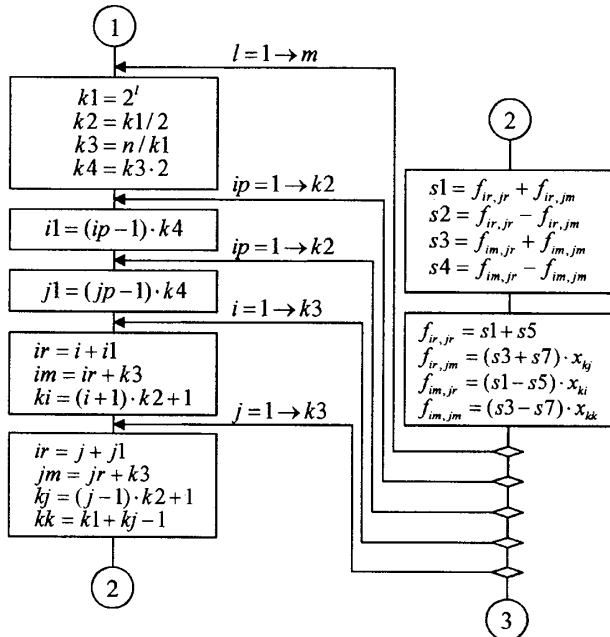 1
l = 1 → m
k1 = 2^l
k2 = k1/2
k3 = n/k1
k4 = k3·2
ip = 1 → k2
i1 = (ip − 1)·k4
ip = 1 → k2
j1 = (jp − 1)·k4
i = 1 → k3
ir = i + i1
im = ir + k3
ki = (i + 1)·k2 + 1
j = 1 → k3
ir = j + j1
jm = jr + k3
kj = (j − 1)·k2 + 1
kk = k1 + kj − 1
2
2
s1 = f_{ir,jr} + f_{ir,jm}
s2 = f_{ir,jr} − f_{ir,jm}
s3 = f_{im,jr} + f_{im,jm}
s4 = f_{im,jr} − f_{im,jm}
f_{ir,jr} = s1 + s5
f_{ir,jm} = (s3 + s7)·x_{kj}
f_{im,jr} = (s1 − s5)·x_{ki}
f_{im,jm} = (s3 − s7)·x_{kk}
3